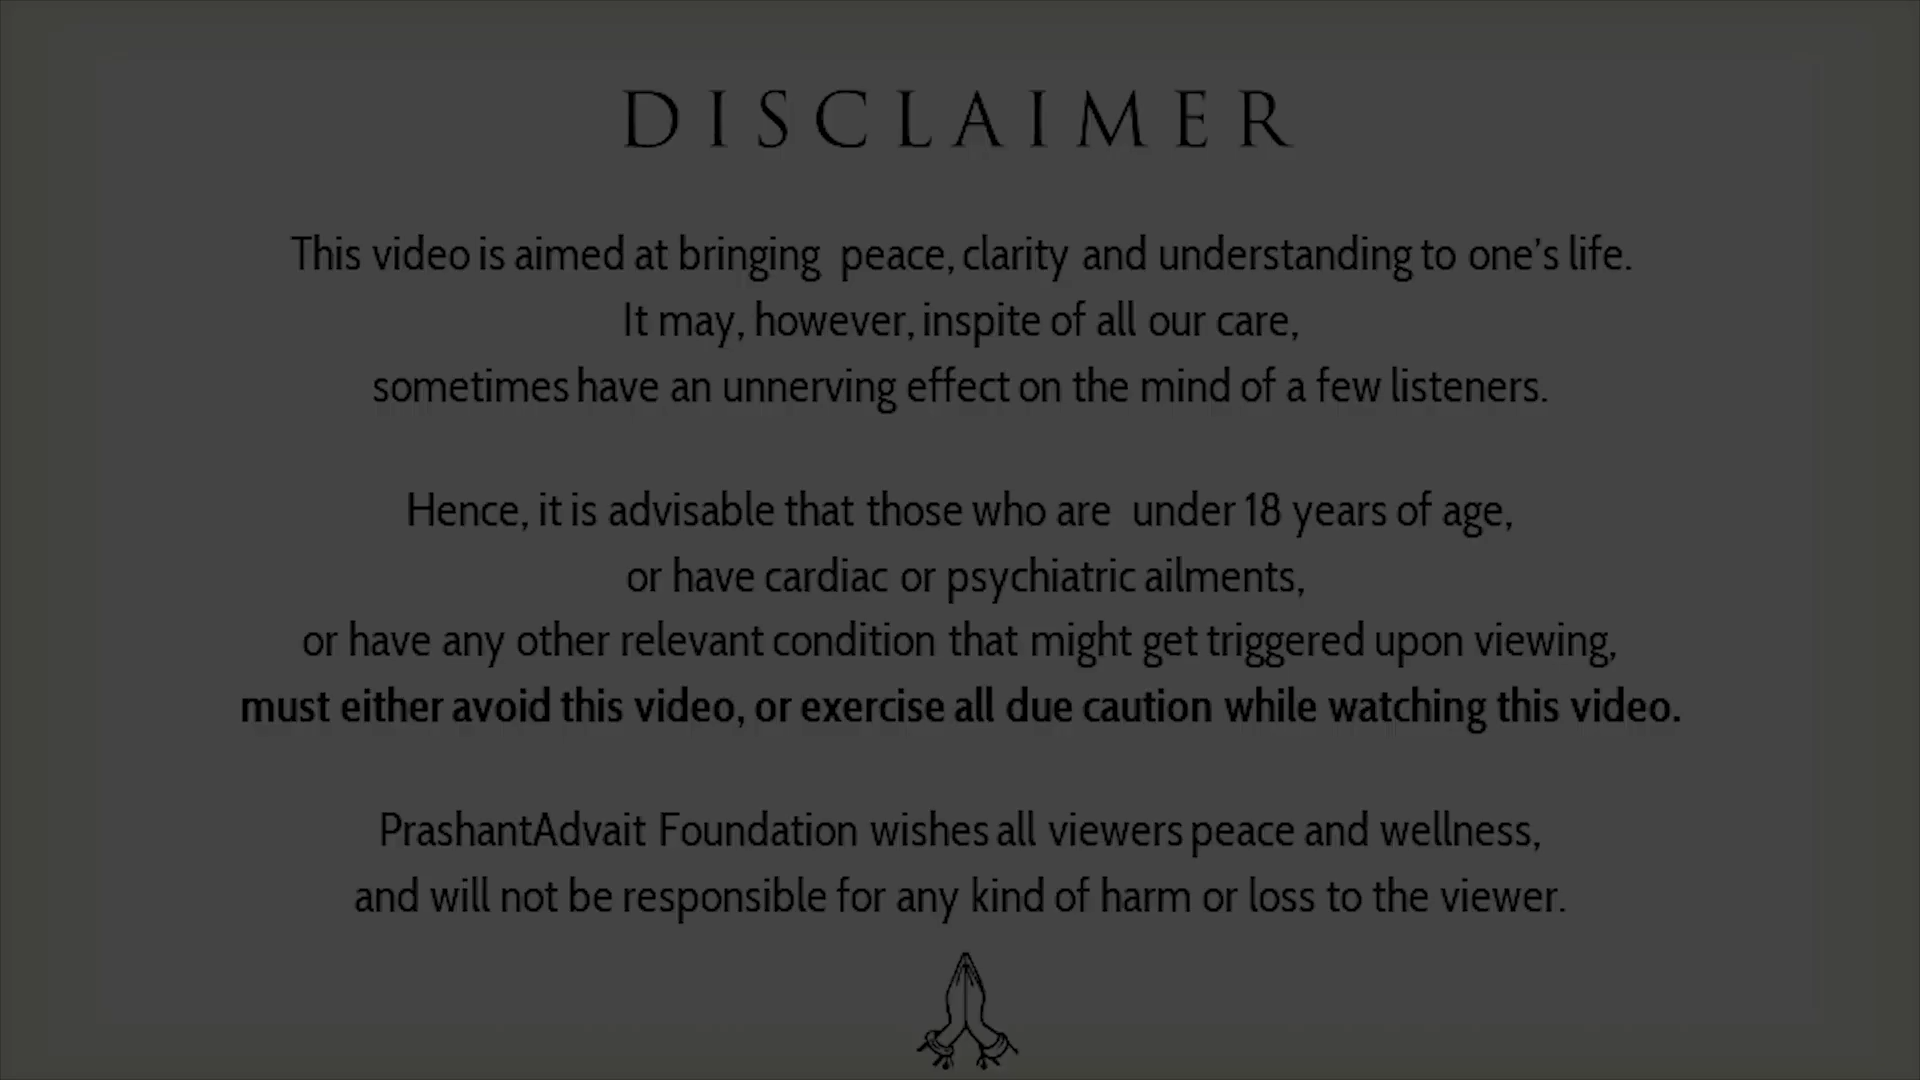 DISCLAIMER
This video is aimed at bringing peace, clarity and understanding to one's life.
It may, however, inspite of all our care,
sometimes have an unnerving effect on the mind of a few listeners.
Hence, it is advisable that those who are under 18 years of age,
or have cardiac or psychiatric ailments,
or have any other relevant condition that might get triggered upon viewing,
must either avoid this video, or exercise all due caution while watching this video.
PrashantAdvait Foundation wishes all viewers peace and wellness,
and will not be responsible for any kind of harm or loss to the viewer.